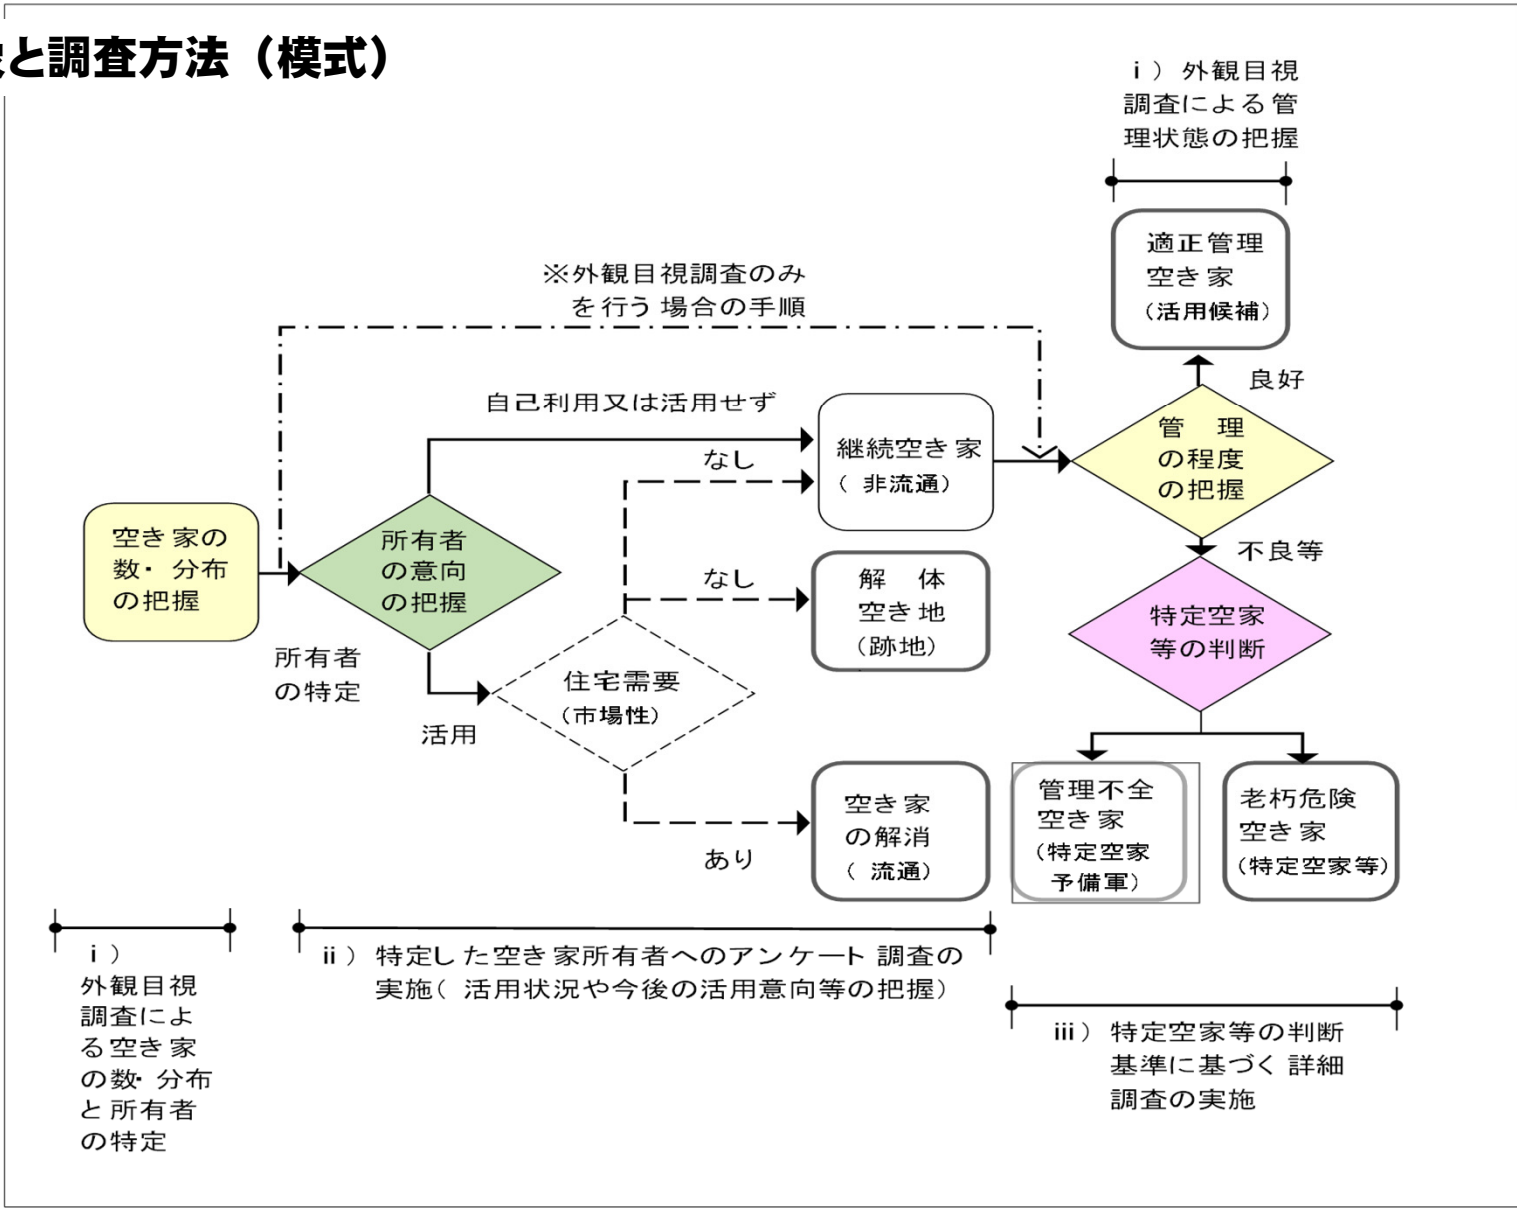 と調査方法（模式）
ⅰ）外観目視
調査による管
理状態の把握
適正管理
空き家
（活用候補）
※外観目視調査のみ
を行う場合の手順
良好
自己利用又は活用せず
管　理
の程度
の把握
継続空き家
（非流通）
なし
空き家の
数・分布
の把握
所有者
の意向
の把握
不良等
なし
解　体
空き地
（跡地）
特定空家
等の判断
所有者
の特定
活用
住宅需要
（市場性）
空き家
の解消
（流通）
あり
管理不全
空き家
（特定空家
予備軍）
老朽危険
空き家
（特定空家等）
ⅰ）
外観目視
調査によ
る空き家
の数・分布
と所有者
の特定
ⅱ）特定した空き家所有者へのアンケート調査の
実施（活用状況や今後の活用意向等の把握）
ⅲ）特定空家等の判断
基準に基づく詳細
調査の実施